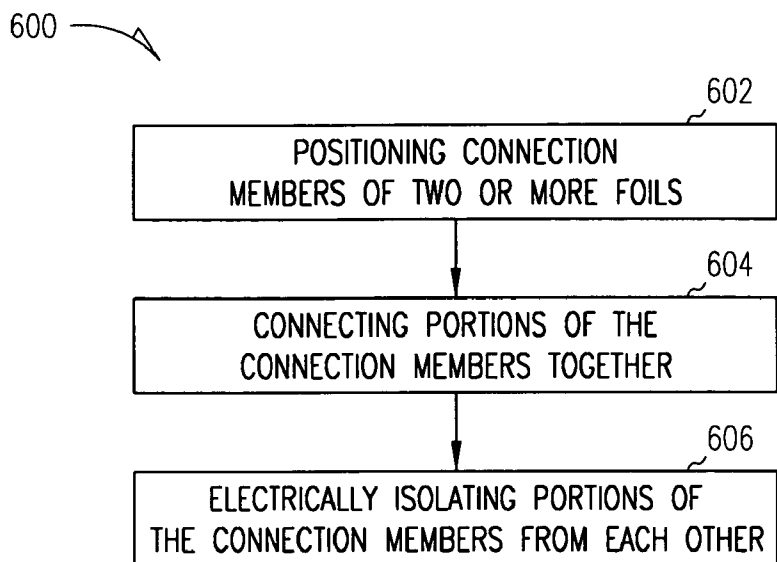 600
602
POSITIONING CONNECTION
MEMBERS OF TWO OR MORE FOILS
604
CONNECTING PORTIONS OF THE
CONNECTION MEMBERS TOGETHER
606
ELECTRICALLY ISOLATING PORTIONS OF
THE CONNECTION MEMBERS FROM EACH OTHER